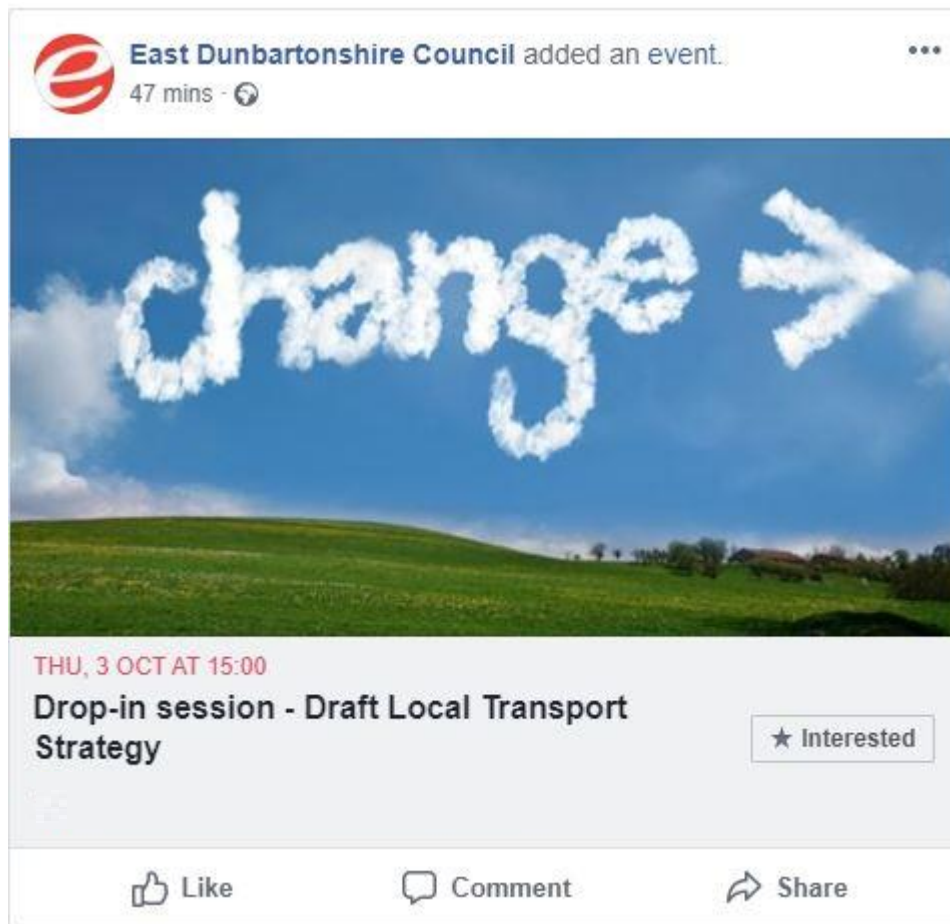 East Dunbartonshire Council added an event.
47 mins ·
change →
THU, 3 OCT AT 15:00
Drop-in session - Draft Local Transport
Strategy
★ Interested
Like Comment Share